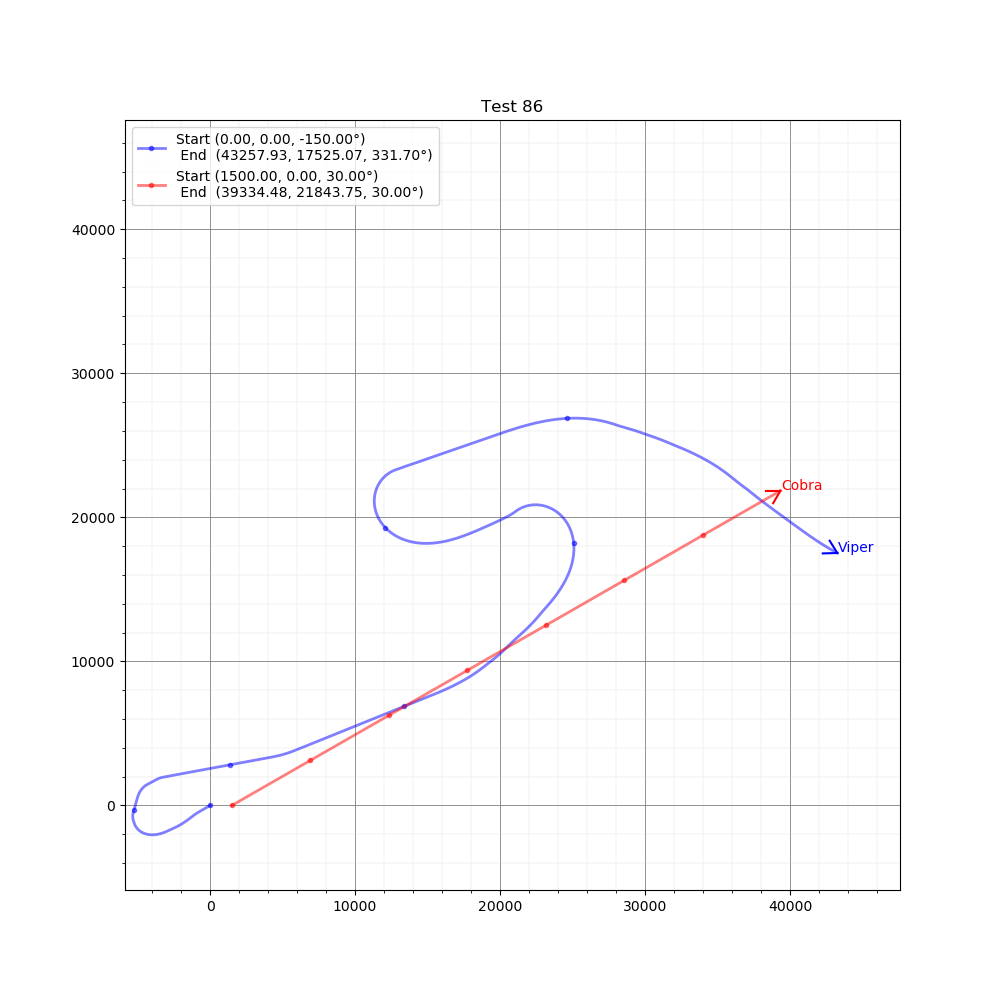 Test 86
Start (0.00, 0.00, -150.00°)
End (43257.93, 17525.07, 331.70°)
Start (1500.00, 0.00, 30.00°)
End (39334.48, 21843.75, 30.00°)
40000
30000
20000
10000
0
Cobra
Viper
0
10000
20000
30000
40000